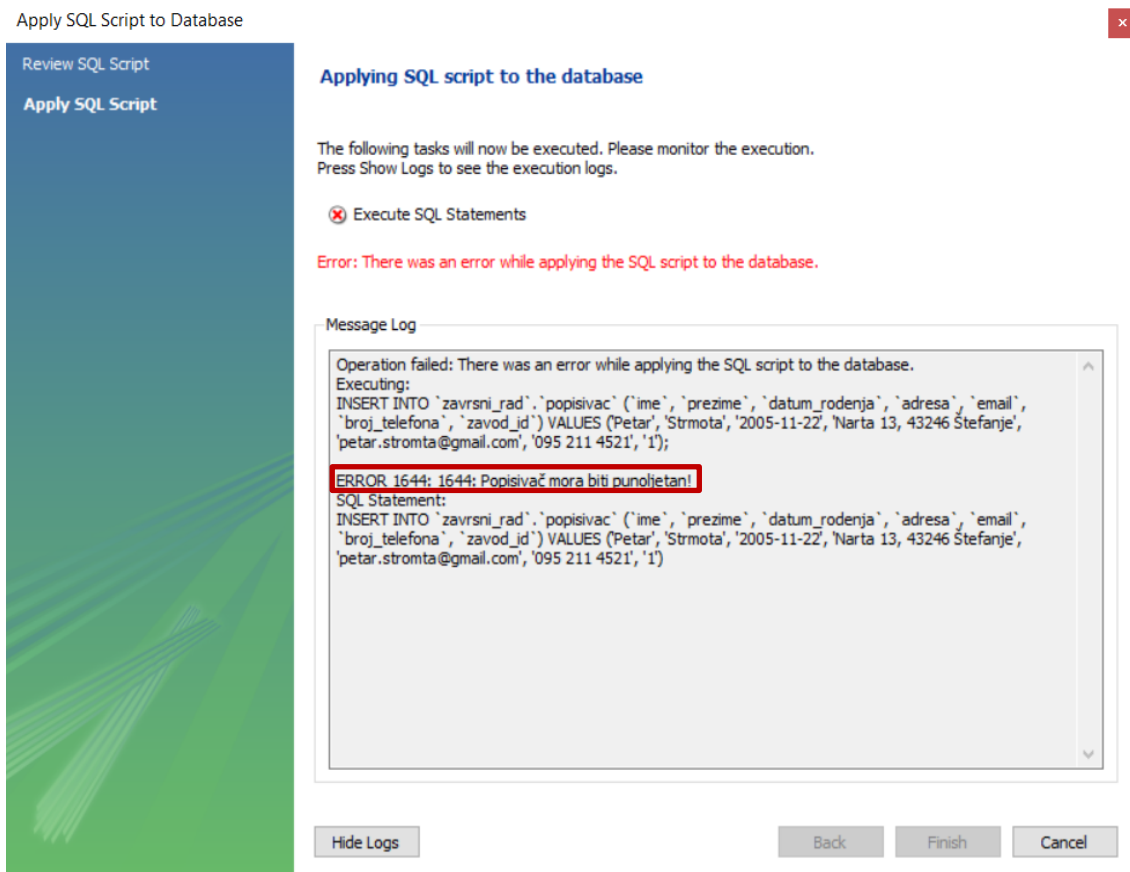 Apply SQL Script to Database
×
Review SQL Script
Apply SQL Script
Applying SQL script to the database
The following tasks will now be executed. Please monitor the execution.
Press Show Logs to see the execution logs.
Execute SQL Statements
Error: There was an error while applying the SQL script to the database.
Message Log
Operation failed: There was an error while applying the SQL script to the database.
Executing:
INSERT INTO `zavrsni_rad`.`popisivac` (`ime`, `prezime`, `datum_rodenja`, `adresa`, `email`,
`broj_telefona`, `zavod_id`) VALUES ('Petar', 'Strmota', '2005-11-22', 'Narta 13, 43246 Štefanje',
'petar.stromta@gmail.com', '095 211 4521', '1');
ERROR 1644: 1644: Popisivač mora biti punoljetan!
SQL Statement:
INSERT INTO `zavrsni_rad`.`popisivac` (`ime`, `prezime`, `datum_rodenja`, `adresa`, `email`,
`broj_telefona`, `zavod_id`) VALUES ('Petar', 'Strmota', '2005-11-22', 'Narta 13, 43246 Štefanje',
'petar.stromta@gmail.com', '095 211 4521', '1')
Hide Logs
Back
Finish
Cancel